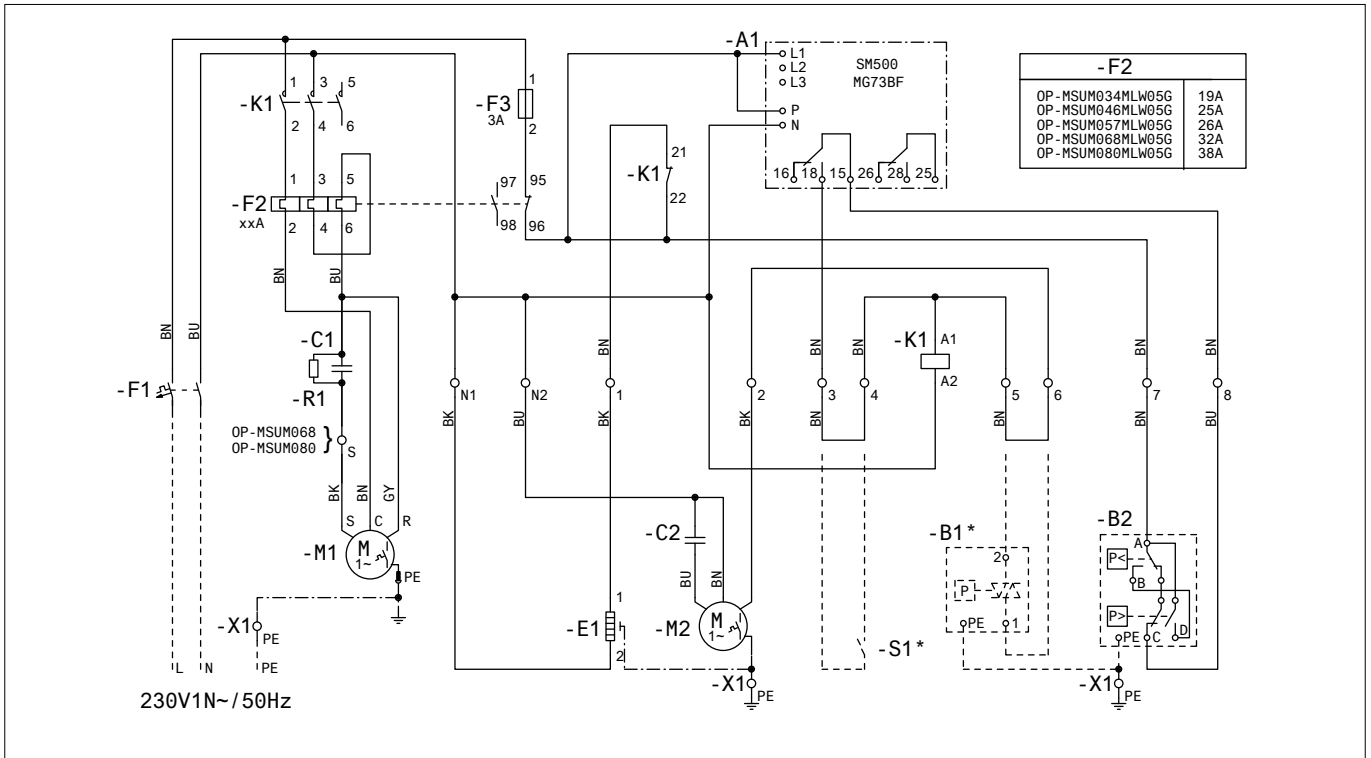 -A1
L1
L2
L3
P
N
SM500
MG73BF
16 18 15 26 28 25
-F2
OP-MSUM034MLW05G 19A
OP-MSUM046MLW05G 25A
OP-MSUM057MLW05G 26A
OP-MSUM068MLW05G 32A
OP-MSUM080MLW05G 38A
-K1
1 3 5
2 4 6
-F3
3A
1
2
-K1
21
22
-F2
xxA
1 3 5
2 4 6
97 95
98 96
BN BU
BN BU
-F1
-C1
-R1
OP-MSUM068
OP-MSUM080
}
S
BK BN GY
S C R
-M1
M
1~
PE
-X1
PE
L N PE
230V1N~/50Hz
N1
BK
N2
BU
BN
1
BK
-E1
1
2
2
BK
-C2
BU BN
-M2
M
1~
-X1
PE
BN BN
3 4
BN
-S1*
-K1
A1
A2
5 6
BN
-B1*
2
P
PE 1
BN BN
7 8
BN BU
-B2
A
P<
B
P>
D
PE C
-X1
PE